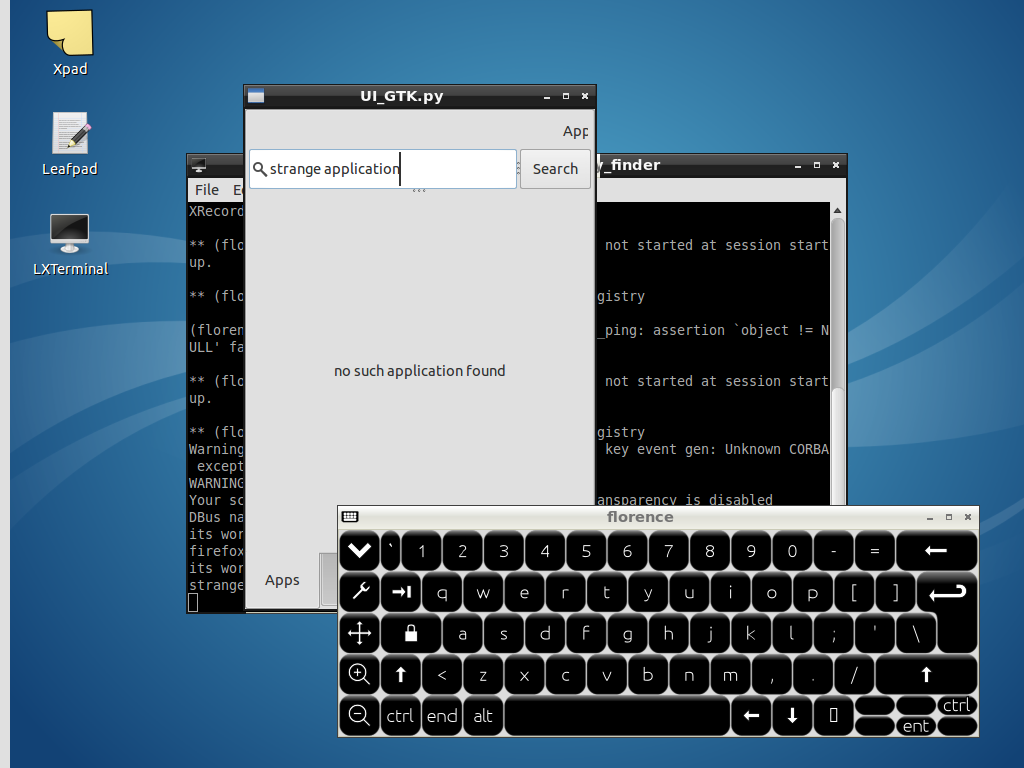 Xpad
Leafpad
LXTerminal
UI_GTK.py
App
strange application
Search
no such application found
Apps
y_finder
File
XRecord
** (flo not started at session start
up.
** (flo gistry
(floren _ping: assertion `object != N
ULL' fa
** (flo not started at session start
up.
** (flo gistry
Warning key event gen: Unknown CORBA
except
WARNING
Your sc ansparency is disabled
DBus na
its wor
firefox
its wor
strange
florence
` 1 2 3 4 5 6 7 8 9 0 - =
q w e r t y u i o p [ ]
a s d f g h j k l ; ' \
< z x c v b n m , . /
ctrl end alt ctrl
ent